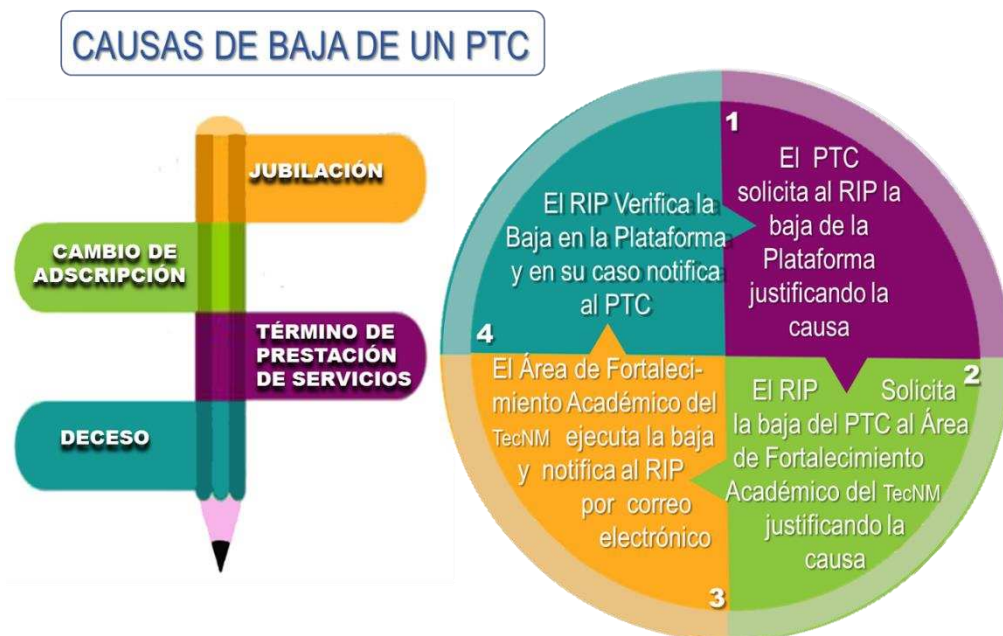 CAUSAS DE BAJA DE UN PTC
JUBILACIÓN
CAMBIO DE
ADSCRIPCIÓN
TÉRMINO DE
PRESTACIÓN
DE SERVICIOS
DECESO
1
El PTC
solicita al RIP la
baja de la
Plataforma
justificando la
causa
2
El RIP Solicita
la baja del PTC al Área
de Fortalecimiento
Académico del TecNM
justificando la
causa
3
El Área de Fortaleci-
miento Académico del
TecNM ejecuta la baja
y notifica al RIP
por correo
electrónico
4
El RIP Verifica la
Baja en la Plataforma
y en su caso notifica
al PTC